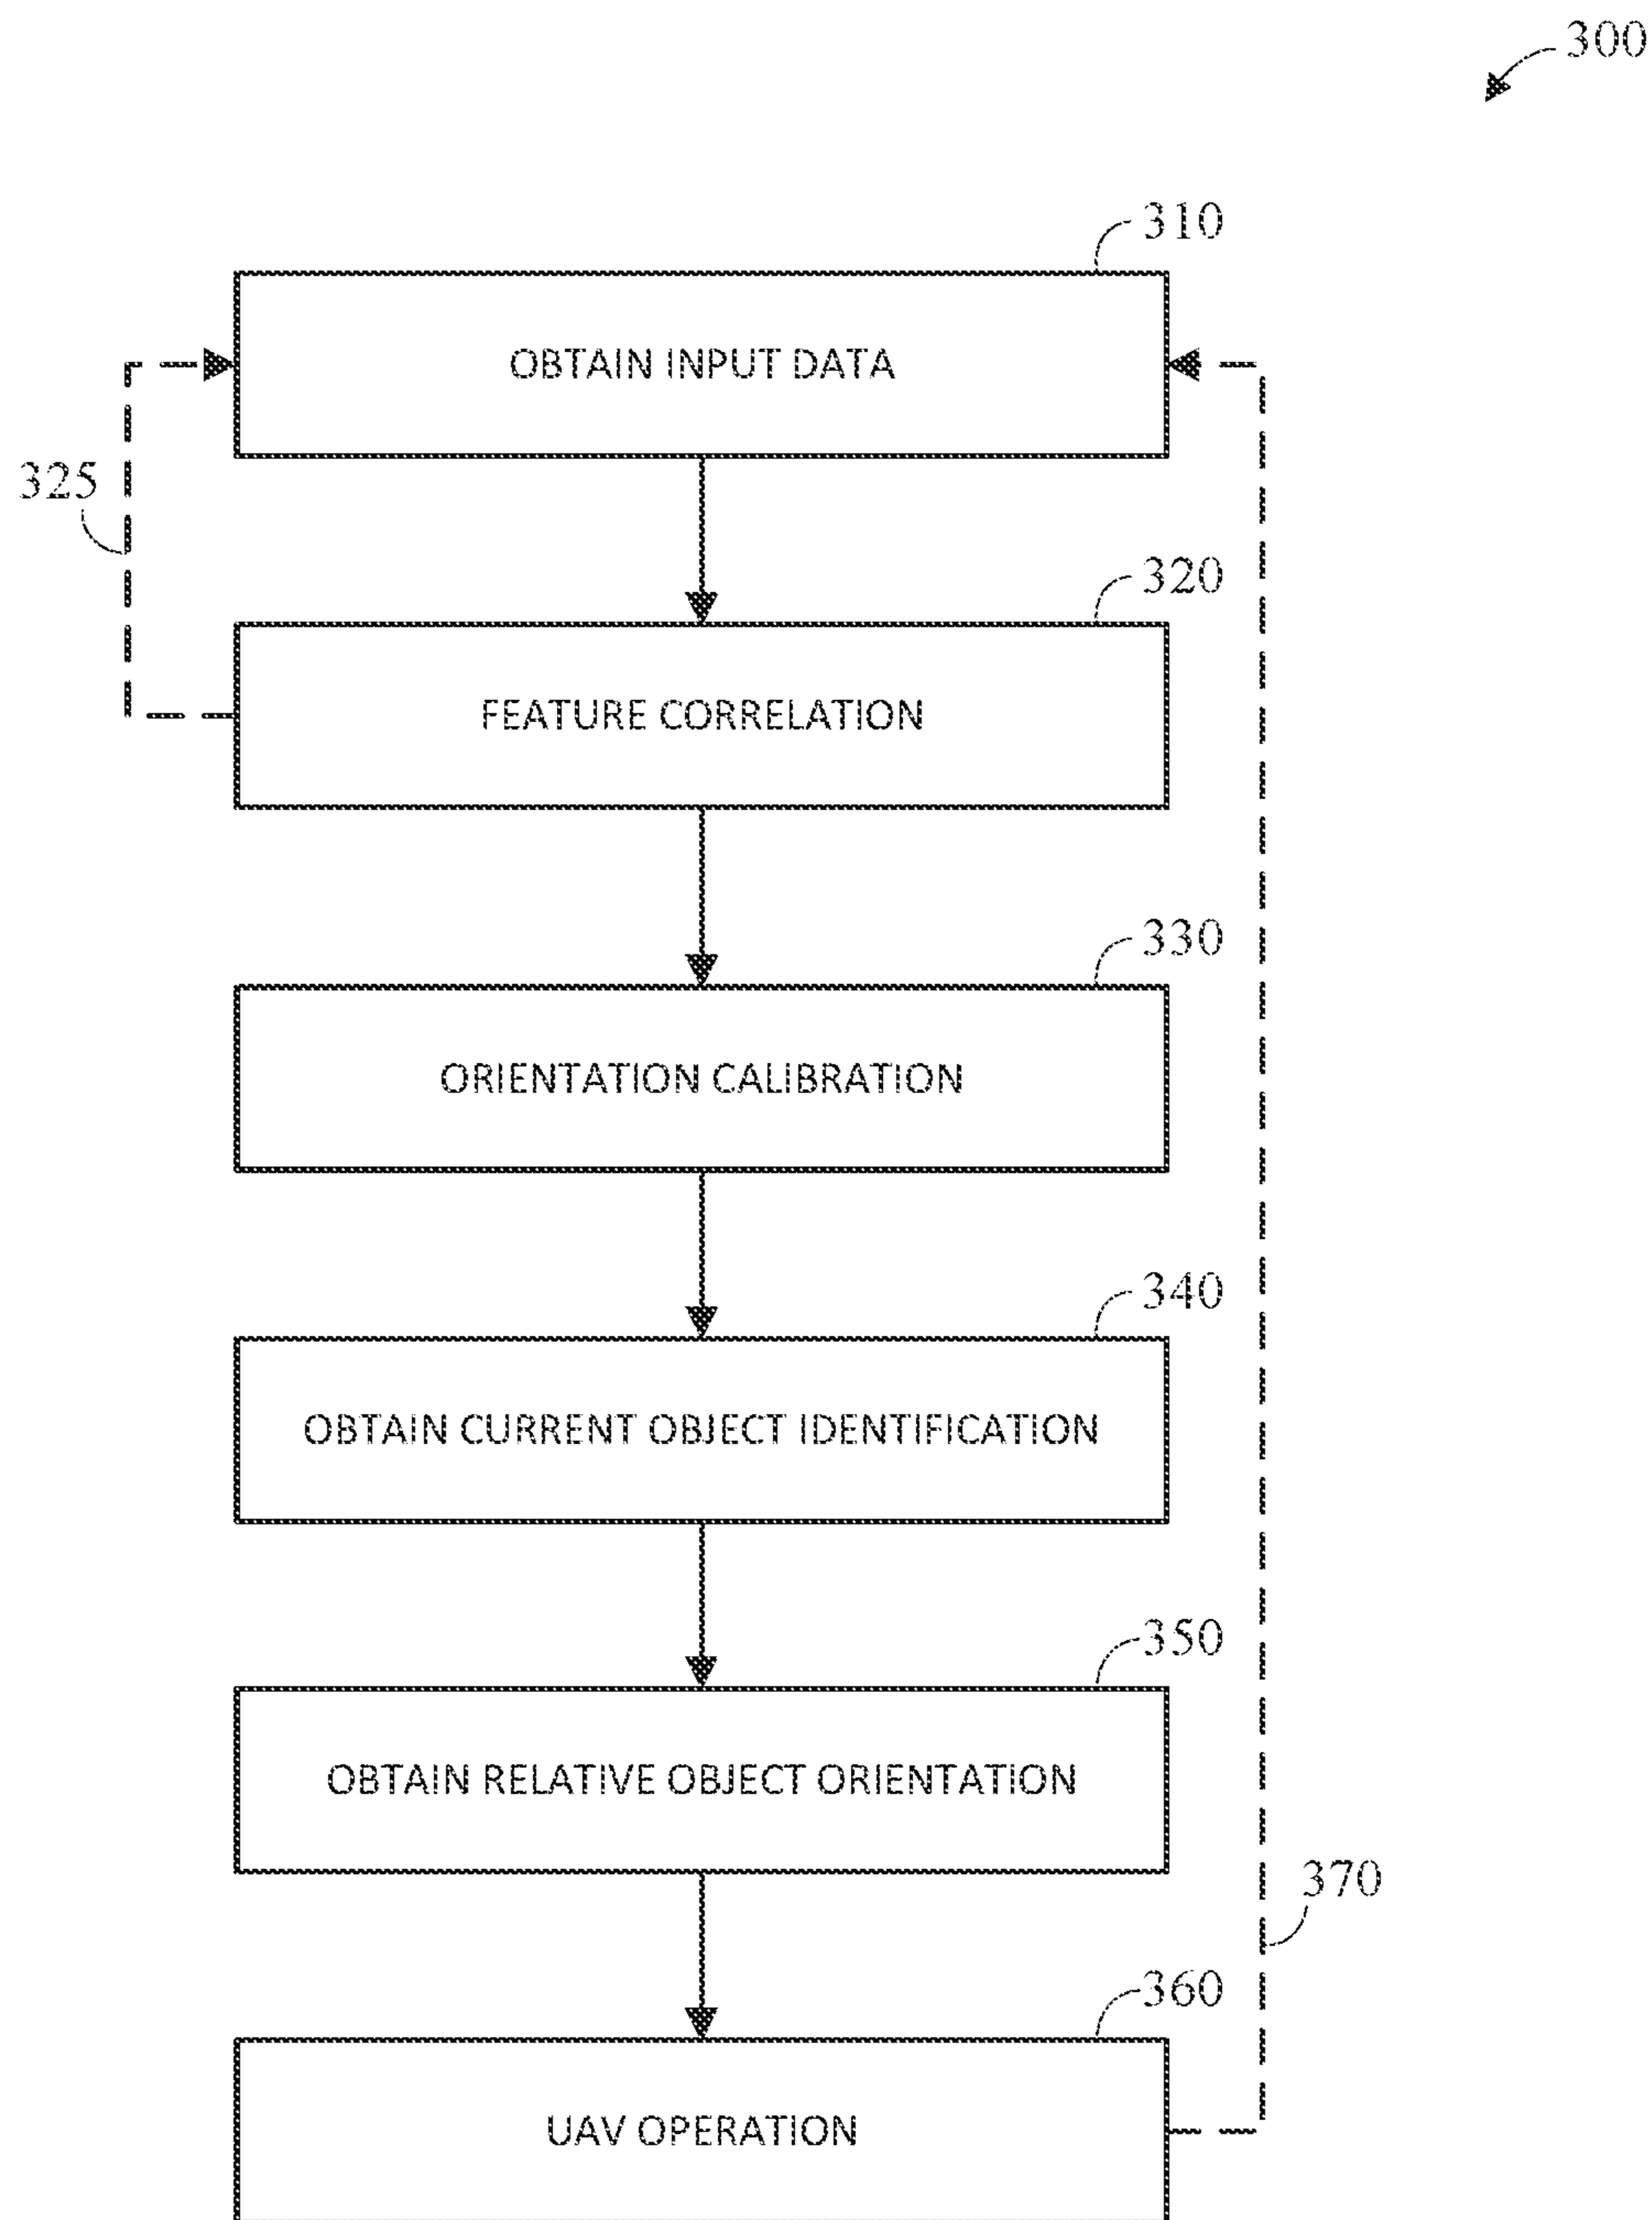 300
310
OBTAIN INPUT DATA
325
320
FEATURE CORRELATION
330
ORIENTATION CALIBRATION
340
OBTAIN CURRENT OBJECT IDENTIFICATION
350
OBTAIN RELATIVE OBJECT ORIENTATION
370
360
UAV OPERATION